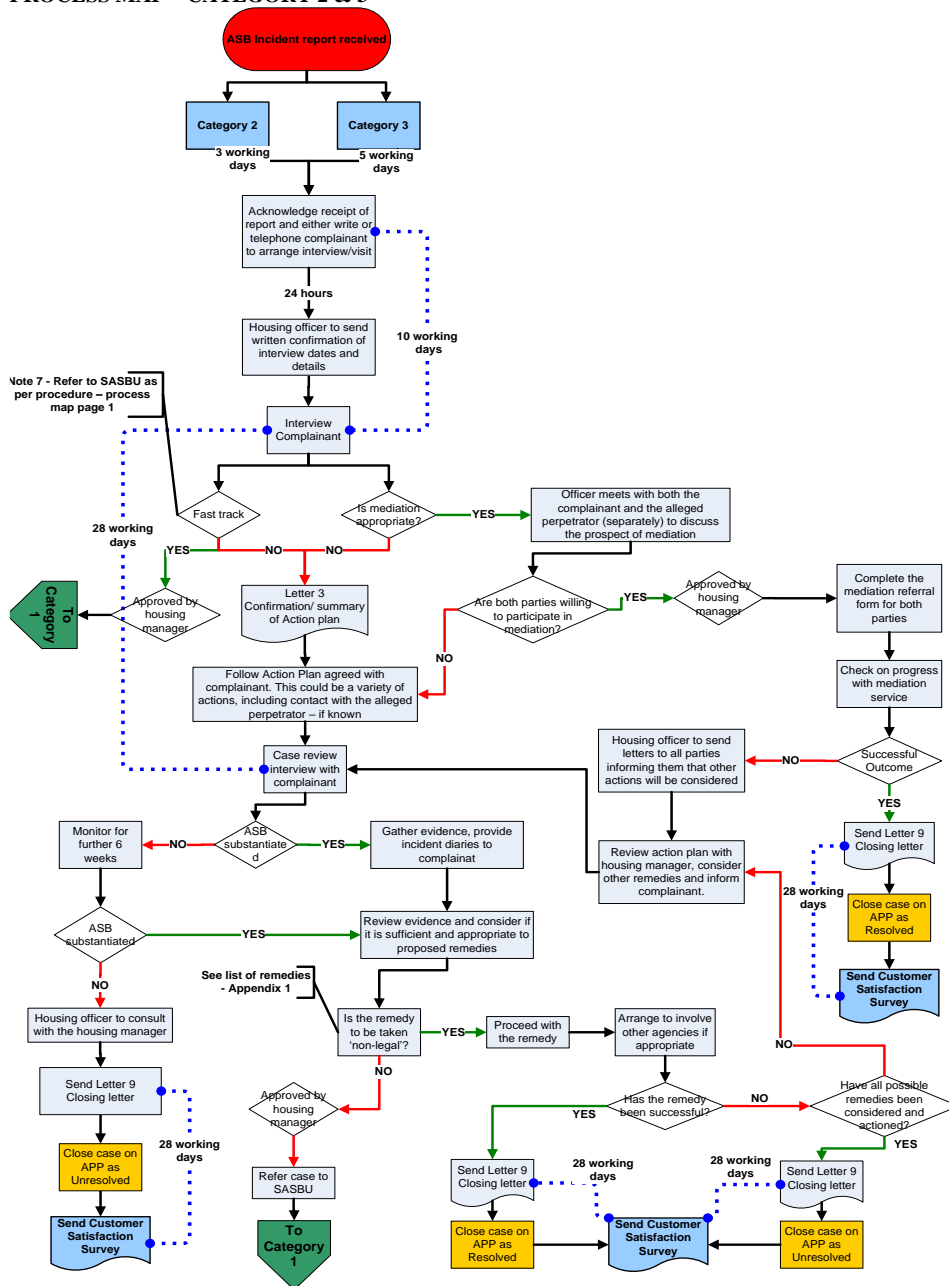 PROCESS MAP – CATEGORY 2 & 3
ASB Incident report received
Category 2
Category 3
3 working
days
5 working
days
Acknowledge receipt of
report and either write or
telephone complainant
to arrange interview/visit
24 hours
10 working
days
Housing officer to send
written confirmation of
interview dates and
details
Note 7 - Refer to SASBU as
per procedure – process
map page 1
Interview
Complainant
Fast track
Is mediation
appropriate?
YES
Officer meets with both the
complainant and the alleged
perpetrator (separately) to discuss
the prospect of mediation
28 working
days
YES
NO
NO
To
Category
1
Approved by
housing
manager
Letter 3
Confirmation/ summary
of Action plan
Are both parties willing
to participate in
mediation?
YES
Approved by
housing
manager
Complete the
mediation referral
form for both
parties
NO
Follow Action Plan agreed with
complainant. This could be a variety of
actions, including contact with the alleged
perpetrator – if known
Check on progress
with mediation
service
Case review
interview with
complainant
Housing officer to send
letters to all parties
informing them that other
actions will be considered
NO
Successful
Outcome
YES
Monitor for
further 6
weeks
NO
ASB
substantiate
d
YES
Gather evidence, provide
incident diaries to
complainat
Review action plan with
housing manager, consider
other remedies and inform
complainant.
Send Letter 9
Closing letter
28 working
days
Close case on
APP as
Resolved
Send Customer
Satisfaction
Survey
ASB
substantiated
YES
Review evidence and consider if
it is sufficient and appropriate to
proposed remedies
NO
See list of remedies
- Appendix 1
Housing officer to consult
with the housing manager
Is the remedy
to be taken
‘non-legal’?
YES
Proceed with
the remedy
Arrange to involve
other agencies if
appropriate
NO
NO
Send Letter 9
Closing letter
Approved by
housing
manager
Has the remedy
been successful?
YES
NO
Have all possible
remedies been
considered and
actioned?
YES
28 working
days
Close case on
APP as
Unresolved
Refer case to
SASBU
Send Letter 9
Closing letter
28 working
days
28 working
days
Send Letter 9
Closing letter
Send Customer
Satisfaction
Survey
To
Category
1
Close case on
APP as
Resolved
Send Customer
Satisfaction
Survey
Close case on
APP as
Unresolved